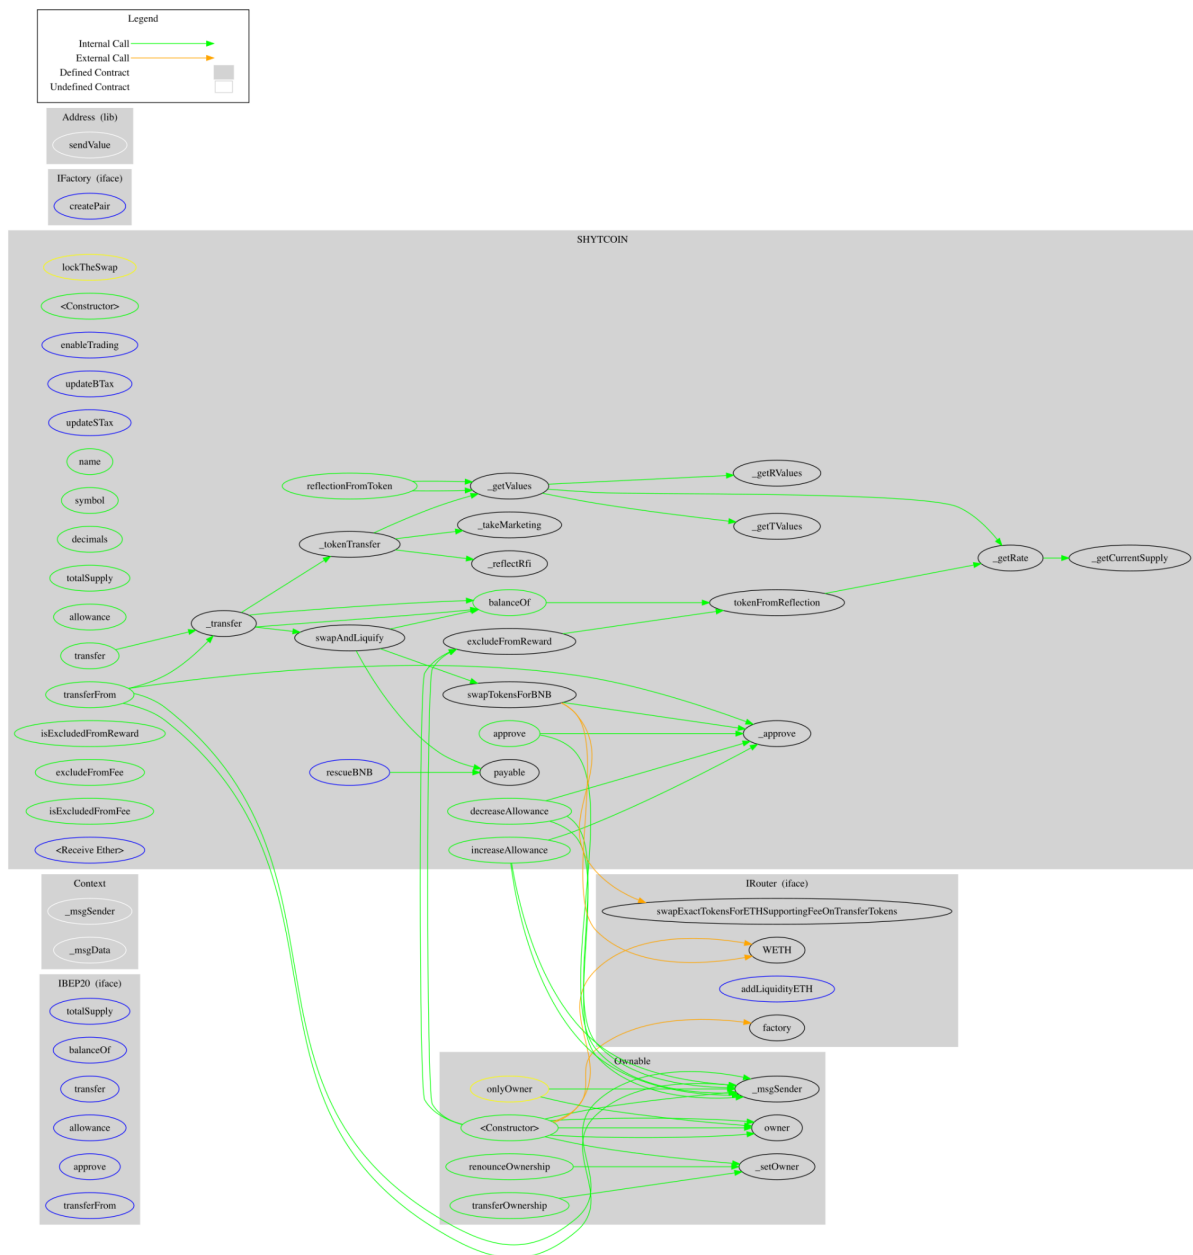 Legend
Internal Call
External Call
Defined Contract
Undefined Contract
Address (lib)
sendValue
IFactory (iface)
createPair
SHYTCOIN
lockTheSwap
<Constructor>
enableTrading
updateBTax
updateSTax
name
symbol
decimals
totalSupply
allowance
transfer
transferFrom
isExcludedFromReward
excludeFromFee
isExcludedFromFee
<Receive Ether>
_transfer
reflectionFromToken
_tokenTransfer
swapAndLiquify
rescueBNB
_getValues
_takeMarketing
_reflectRfi
balanceOf
excludeFromReward
swapTokensForBNB
approve
payable
decreaseAllowance
increaseAllowance
_getRValues
_getTValues
tokenFromReflection
_approve
_getRate
_getCurrentSupply
Context
_msgSender
_msgData
IRouter (iface)
swapExactTokensForETHSupportingFeeOnTransferTokens
WETH
addLiquidityETH
factory
IBEP20 (iface)
totalSupply
balanceOf
transfer
allowance
approve
transferFrom
Ownable
onlyOwner
<Constructor>
renounceOwnership
transferOwnership
_msgSender
owner
_setOwner